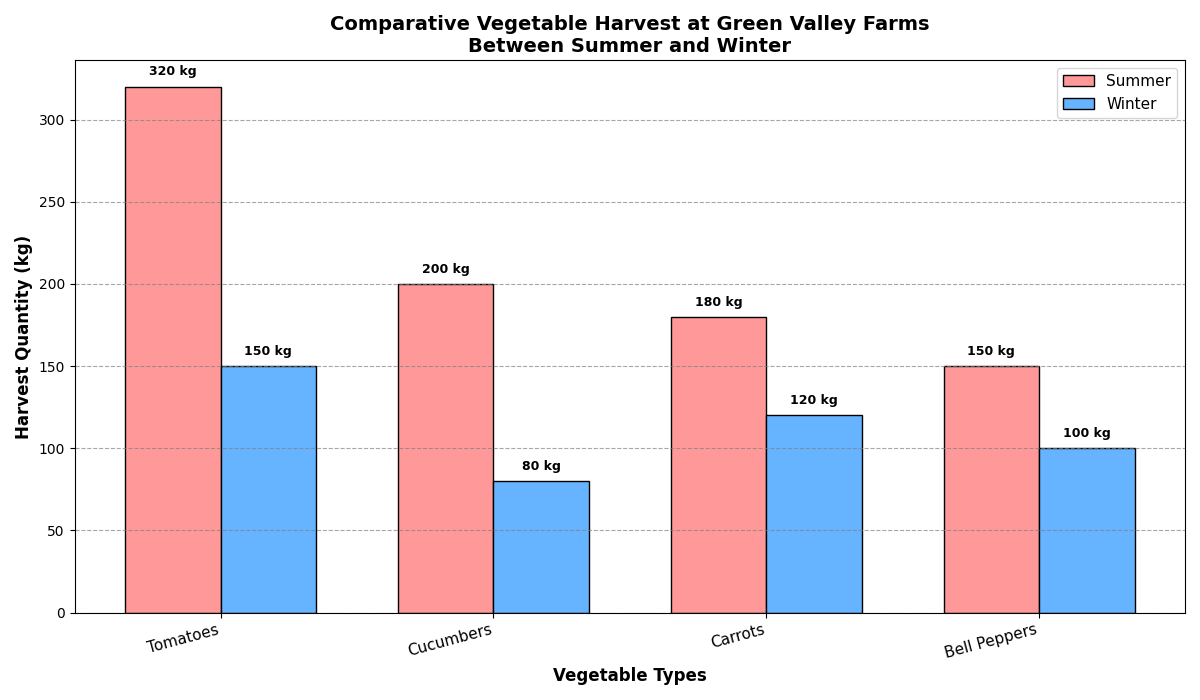 Comparative Vegetable Harvest at Green Valley Farms
Between Summer and Winter
Summer
Winter
Harvest Quantity (kg)
300
250
200
150
100
50
0
320 kg
150 kg
200 kg
80 kg
180 kg
120 kg
150 kg
100 kg
Tomatoes
Cucumbers
Carrots
Bell Peppers
Vegetable Types